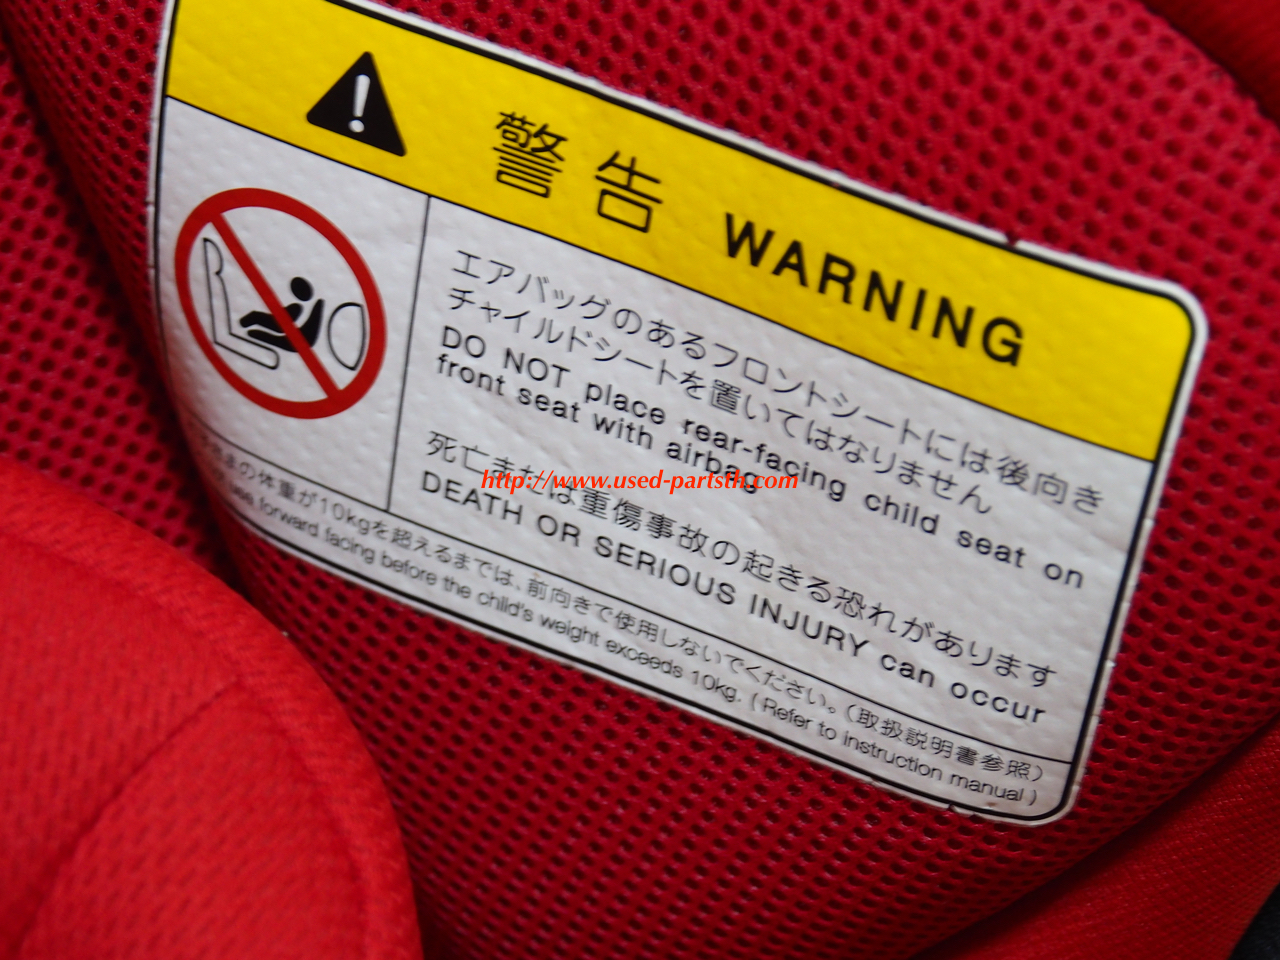 警告 WARNING
エアバッグのあるフロントシートには後向き
チャイルドシートを置いてはなりません
DO NOT place rear-facing child seat on
front seat with airbag
死亡または重傷事故の起きる恐れがあります
DEATH OR SERIOUS INJURY can occur
http://www.used-partsth.com
の体重が10kgを超えるまでは、前向きで使用しないでください。(取扱説明書参照)
use forward facing before the child's weight exceeds 10kg. (Refer to instruction manual)